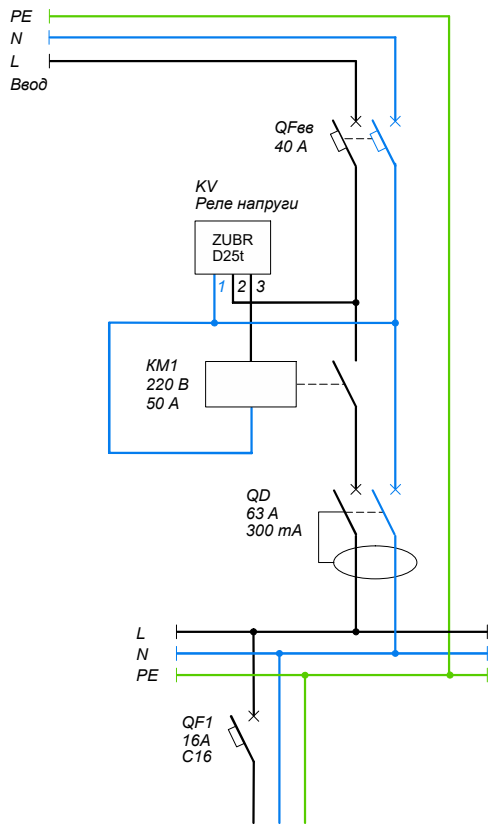 PE
N
L
Ввод
QFвв
40 A
KV
Реле напруги
ZUBR
D25t
1 2 3
КМ1
220 В
50 А
QD
63 A
300 mA
L
N
PE
QF1
16A
C16